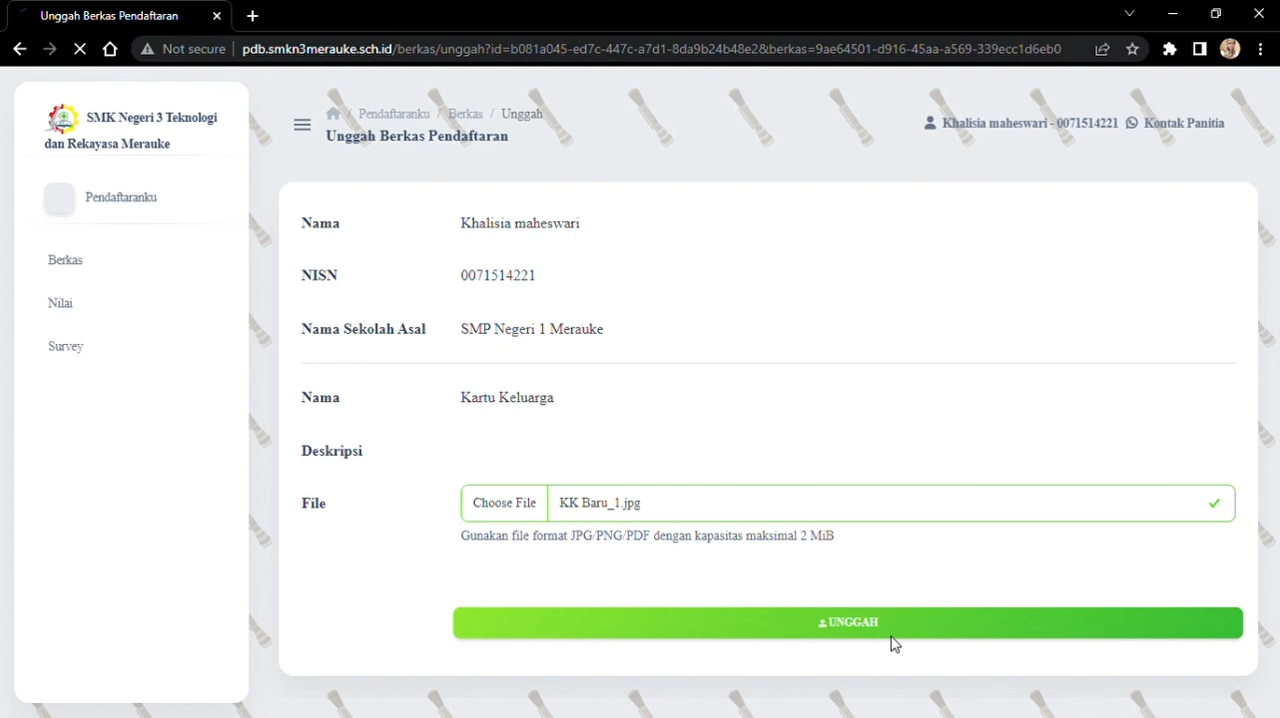 Unggah Berkas Pendaftaran
Not secure
pdb.smkn3merauke.sch.id/berkas/unggah?id=b081a045-ed7c-447c-a7d1-8da9b24b48e2&berkas=9ae64501-d916-45aa-a569-339ecc1d6eb0
SMK Negeri 3 Teknologi
dan Rekayasa Merauke
Pendaftaranku
Berkas
Nilai
Survey
/ Pendaftaranku / Berkas / Unggah
Unggah Berkas Pendaftaran
Khalisia maheswari - 0071514221
Kontak Panitia
Nama Khalisia maheswari
NISN 0071514221
Nama Sekolah Asal SMP Negeri 1 Merauke
Nama Kartu Keluarga
Deskripsi
File Choose File KK Baru_1.jpg
Gunakan file format JPG/PNG/PDF dengan kapasitas maksimal 2 MiB
UNGGAH